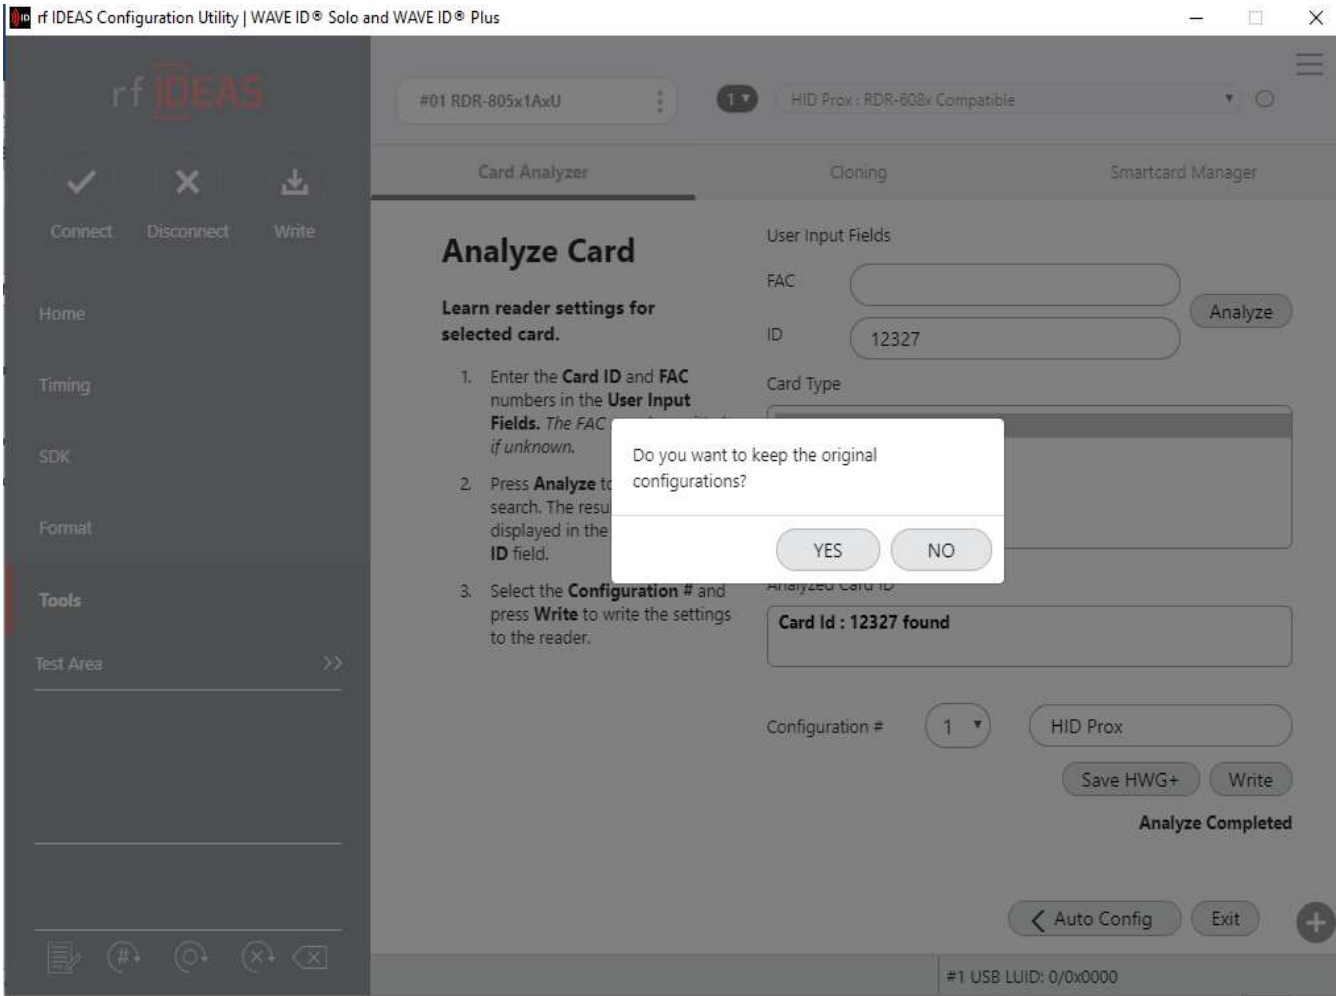 rf IDEAS Configuration Utility | WAVE ID® Solo and WAVE ID® Plus
rf IDEAS
#01 RDR-805x1AxU
1
HID Prox : RDR-608x Compatible
Connect Disconnect Write
Card Analyzer Cloning Smartcard Manager
Home
Timing
SDK
Format
Tools
Test Area >>
Analyze Card
Learn reader settings for
selected card.
1. Enter the Card ID and FAC
numbers in the User Input
Fields. The FAC
if unknown.
2. Press Analyze to
search. The resu
displayed in the
ID field.
3. Select the Configuration # and
press Write to write the settings
to the reader.
User Input Fields
FAC
ID 12327
Analyze
Card Type
Do you want to keep the original
configurations?
YES NO
Analyzed Card ID
Card Id : 12327 found
Configuration # 1 HID Prox
Save HWG+ Write
Analyze Completed
Auto Config Exit
#1 USB LUID: 0/0x0000